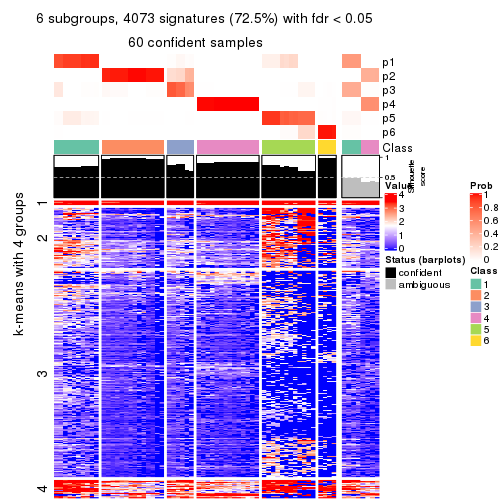 6 subgroups, 4073 signatures (72.5%) with fdr < 0.05
60 confident samples
p1
p2
p3
p4
p5
p6
Class
1
0.5
Silhouette
score
k-means with 4 groups
1
2
3
4
Value
4
3
2
1
0
Status (barplots)
confident
ambiguous
Prob
1
0.8
0.6
0.4
0.2
0
Class
1
2
3
4
5
6